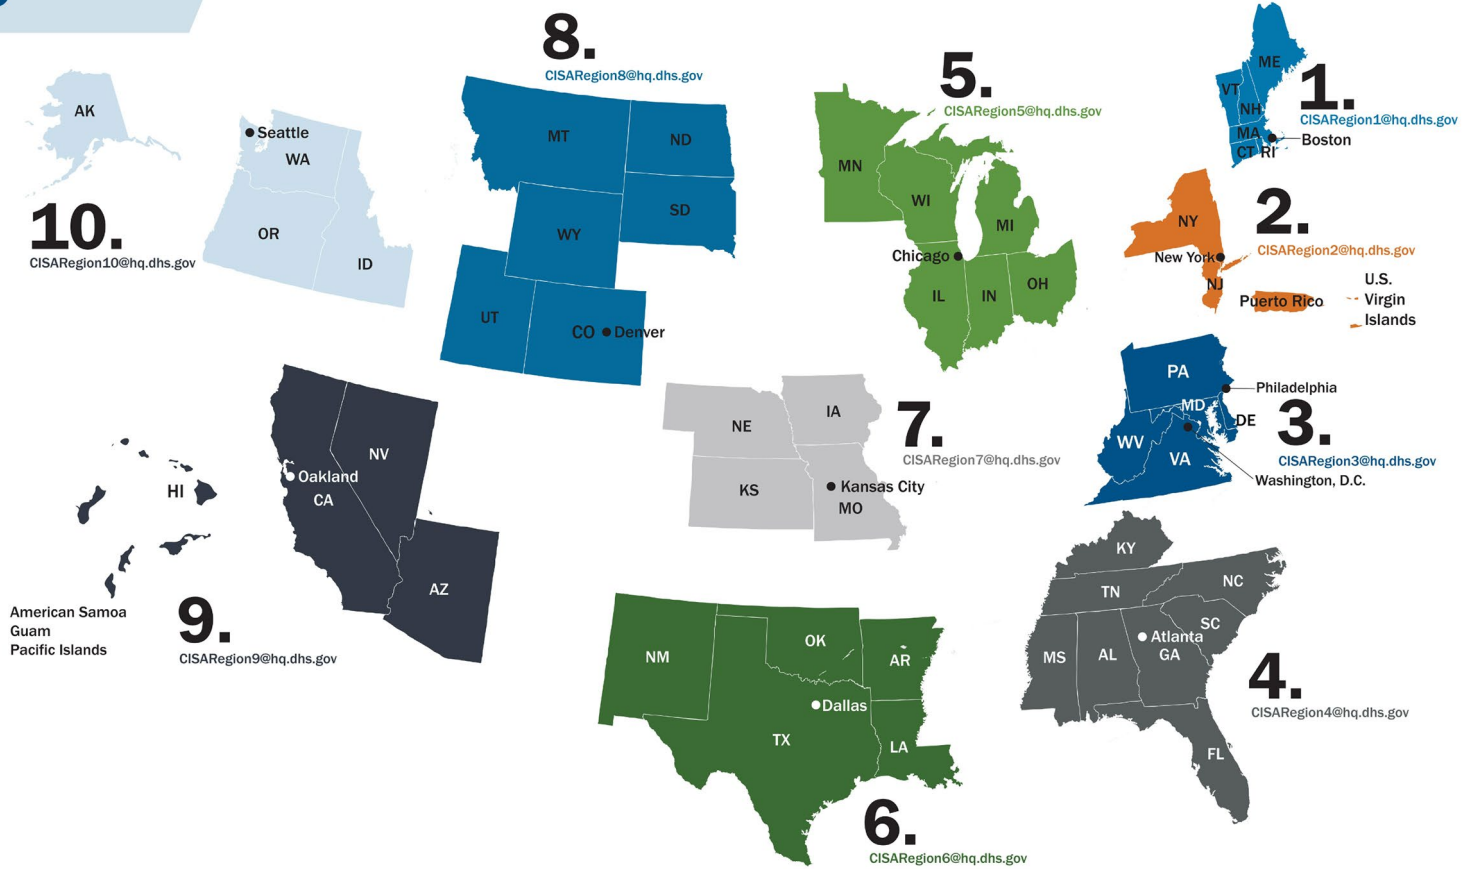 8.
CISARegion8@hq.dhs.gov
MT
ND
SD
WY
UT
CO
Denver
5.
CISARegion5@hq.dhs.gov
MN
WI
MI
Chicago
IL
IN
OH
ME
VT
NH
MA
CT RI
1.
CISARegion1@hq.dhs.gov
Boston
AK
Seattle
WA
OR
ID
10.
CISARegion10@hq.dhs.gov
NY
2.
CISARegion2@hq.dhs.gov
New York
NJ
Puerto Rico
U.S.
Virgin
Islands
PA
Philadelphia
MD
DE
WV
VA
3.
CISARegion3@hq.dhs.gov
Washington, D.C.
NV
Oakland
CA
HI
AZ
American Samoa
Guam
Pacific Islands
9.
CISARegion9@hq.dhs.gov
NE
IA
7.
CISARegion7@hq.dhs.gov
KS
Kansas City
MO
KY
TN
NC
SC
Atlanta
GA
MS
AL
FL
4.
CISARegion4@hq.dhs.gov
NM
OK
AR
Dallas
TX
LA
6.
CISARegion6@hq.dhs.gov